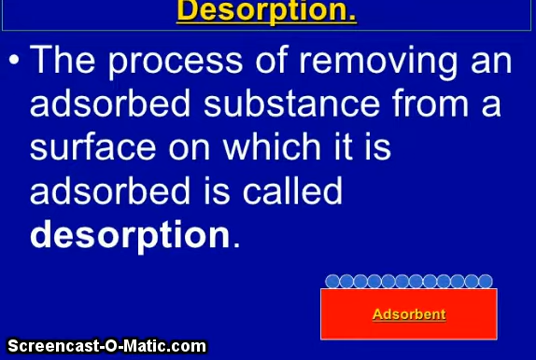 Desorption.
• The process of removing an
adsorbed substance from a
surface on which it is
adsorbed is called
desorption.
Adsorbent
Screencast-O-Matic.com